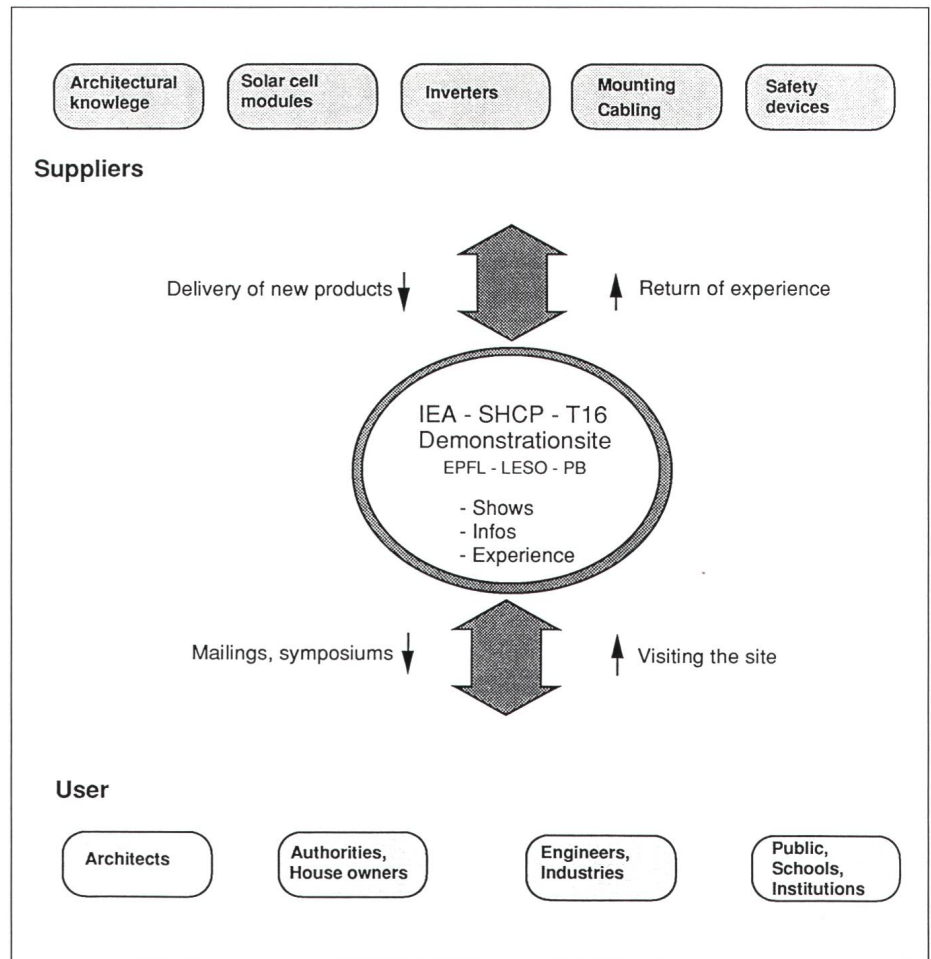 Architectural
knowlege
Solar cell
modules
Inverters
Mounting
Cabling
Safety
devices
Suppliers
Delivery of new products
Return of experience
IEA - SHCP - T16
Demonstrationsite
EPFL - LESO - PB
- Shows
- Infos
- Experience
Mailings, symposiums
Visiting the site
User
Architects
Authorities,
House owners
Engineers,
Industries
Public,
Schools,
Institutions